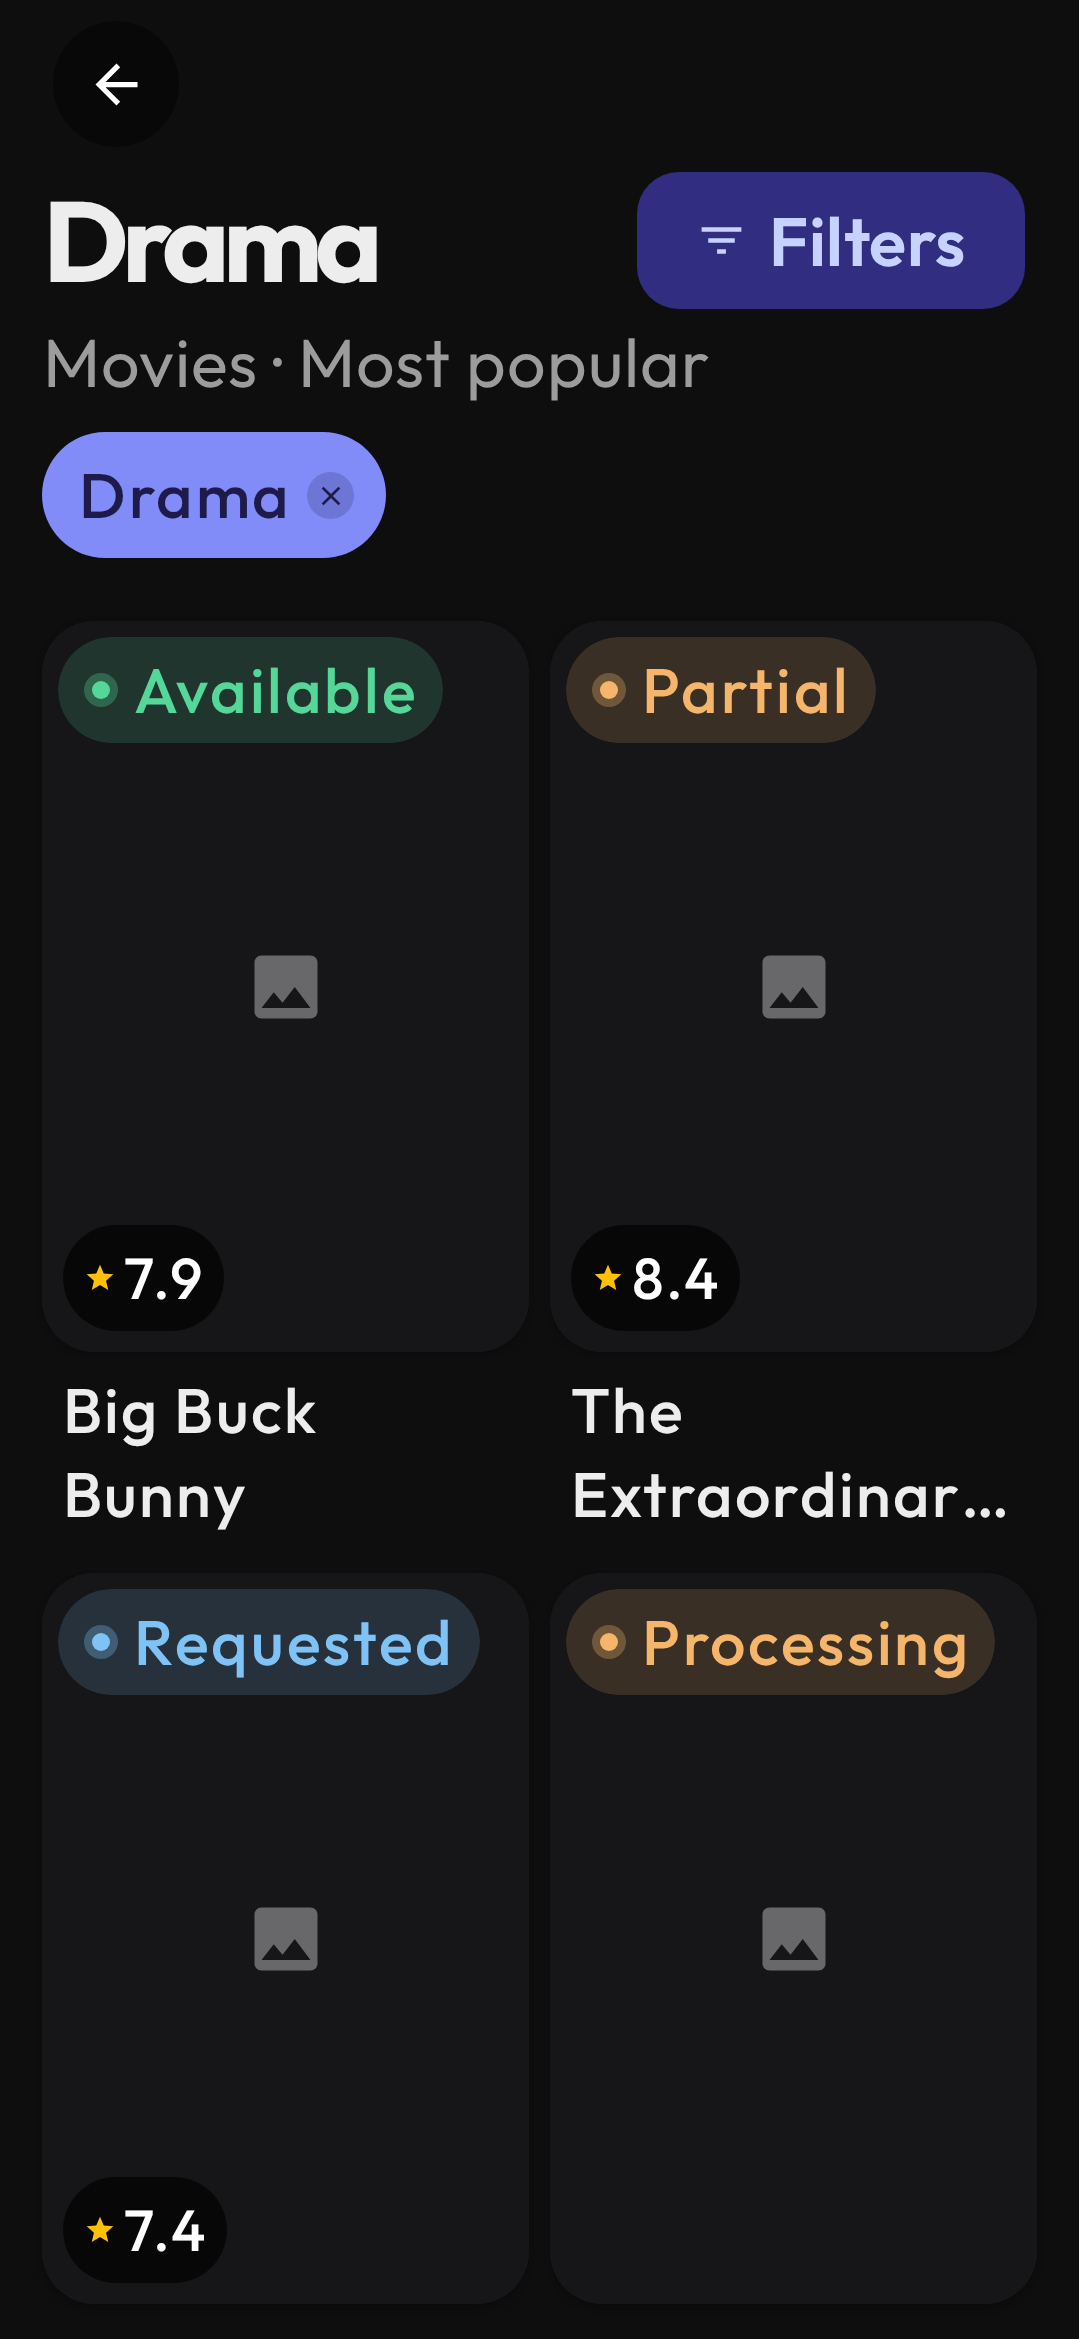 Drama
Filters
Movies · Most popular
Drama
Available
Partial
7.9
8.4
Big Buck
Bunny
The
Extraordinar...
Requested
Processing
7.4